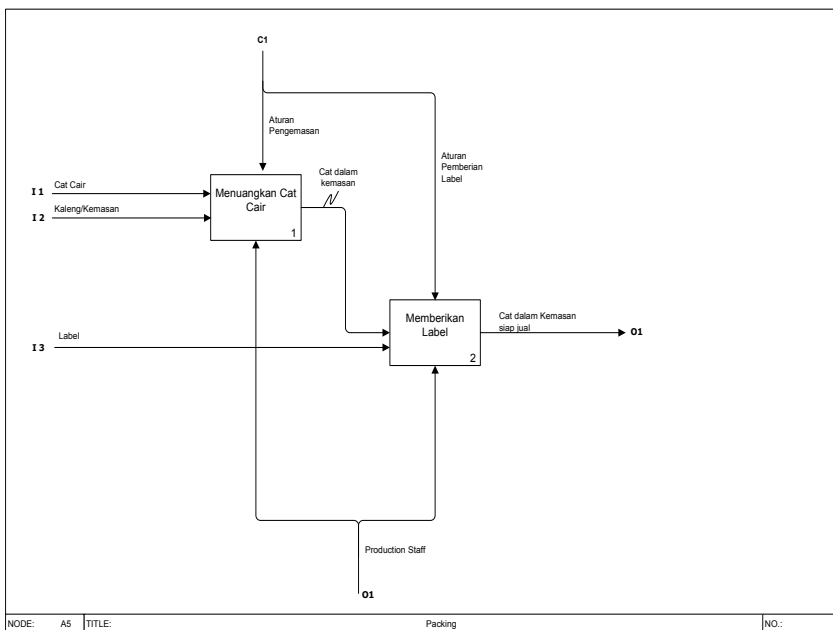 C1
Aturan
Pengemasan
Cat dalam
kemasan
Aturan
Pemberian
Label
I 1 Cat Cair
I 2 Kaleng/Kemasan
Menuangkan Cat
Cair
1
Memberikan
Label
2
Cat dalam Kemasan
siap jual
O1
I 3 Label
Production Staff
O1
NODE: A5 TITLE: Packing NO.: